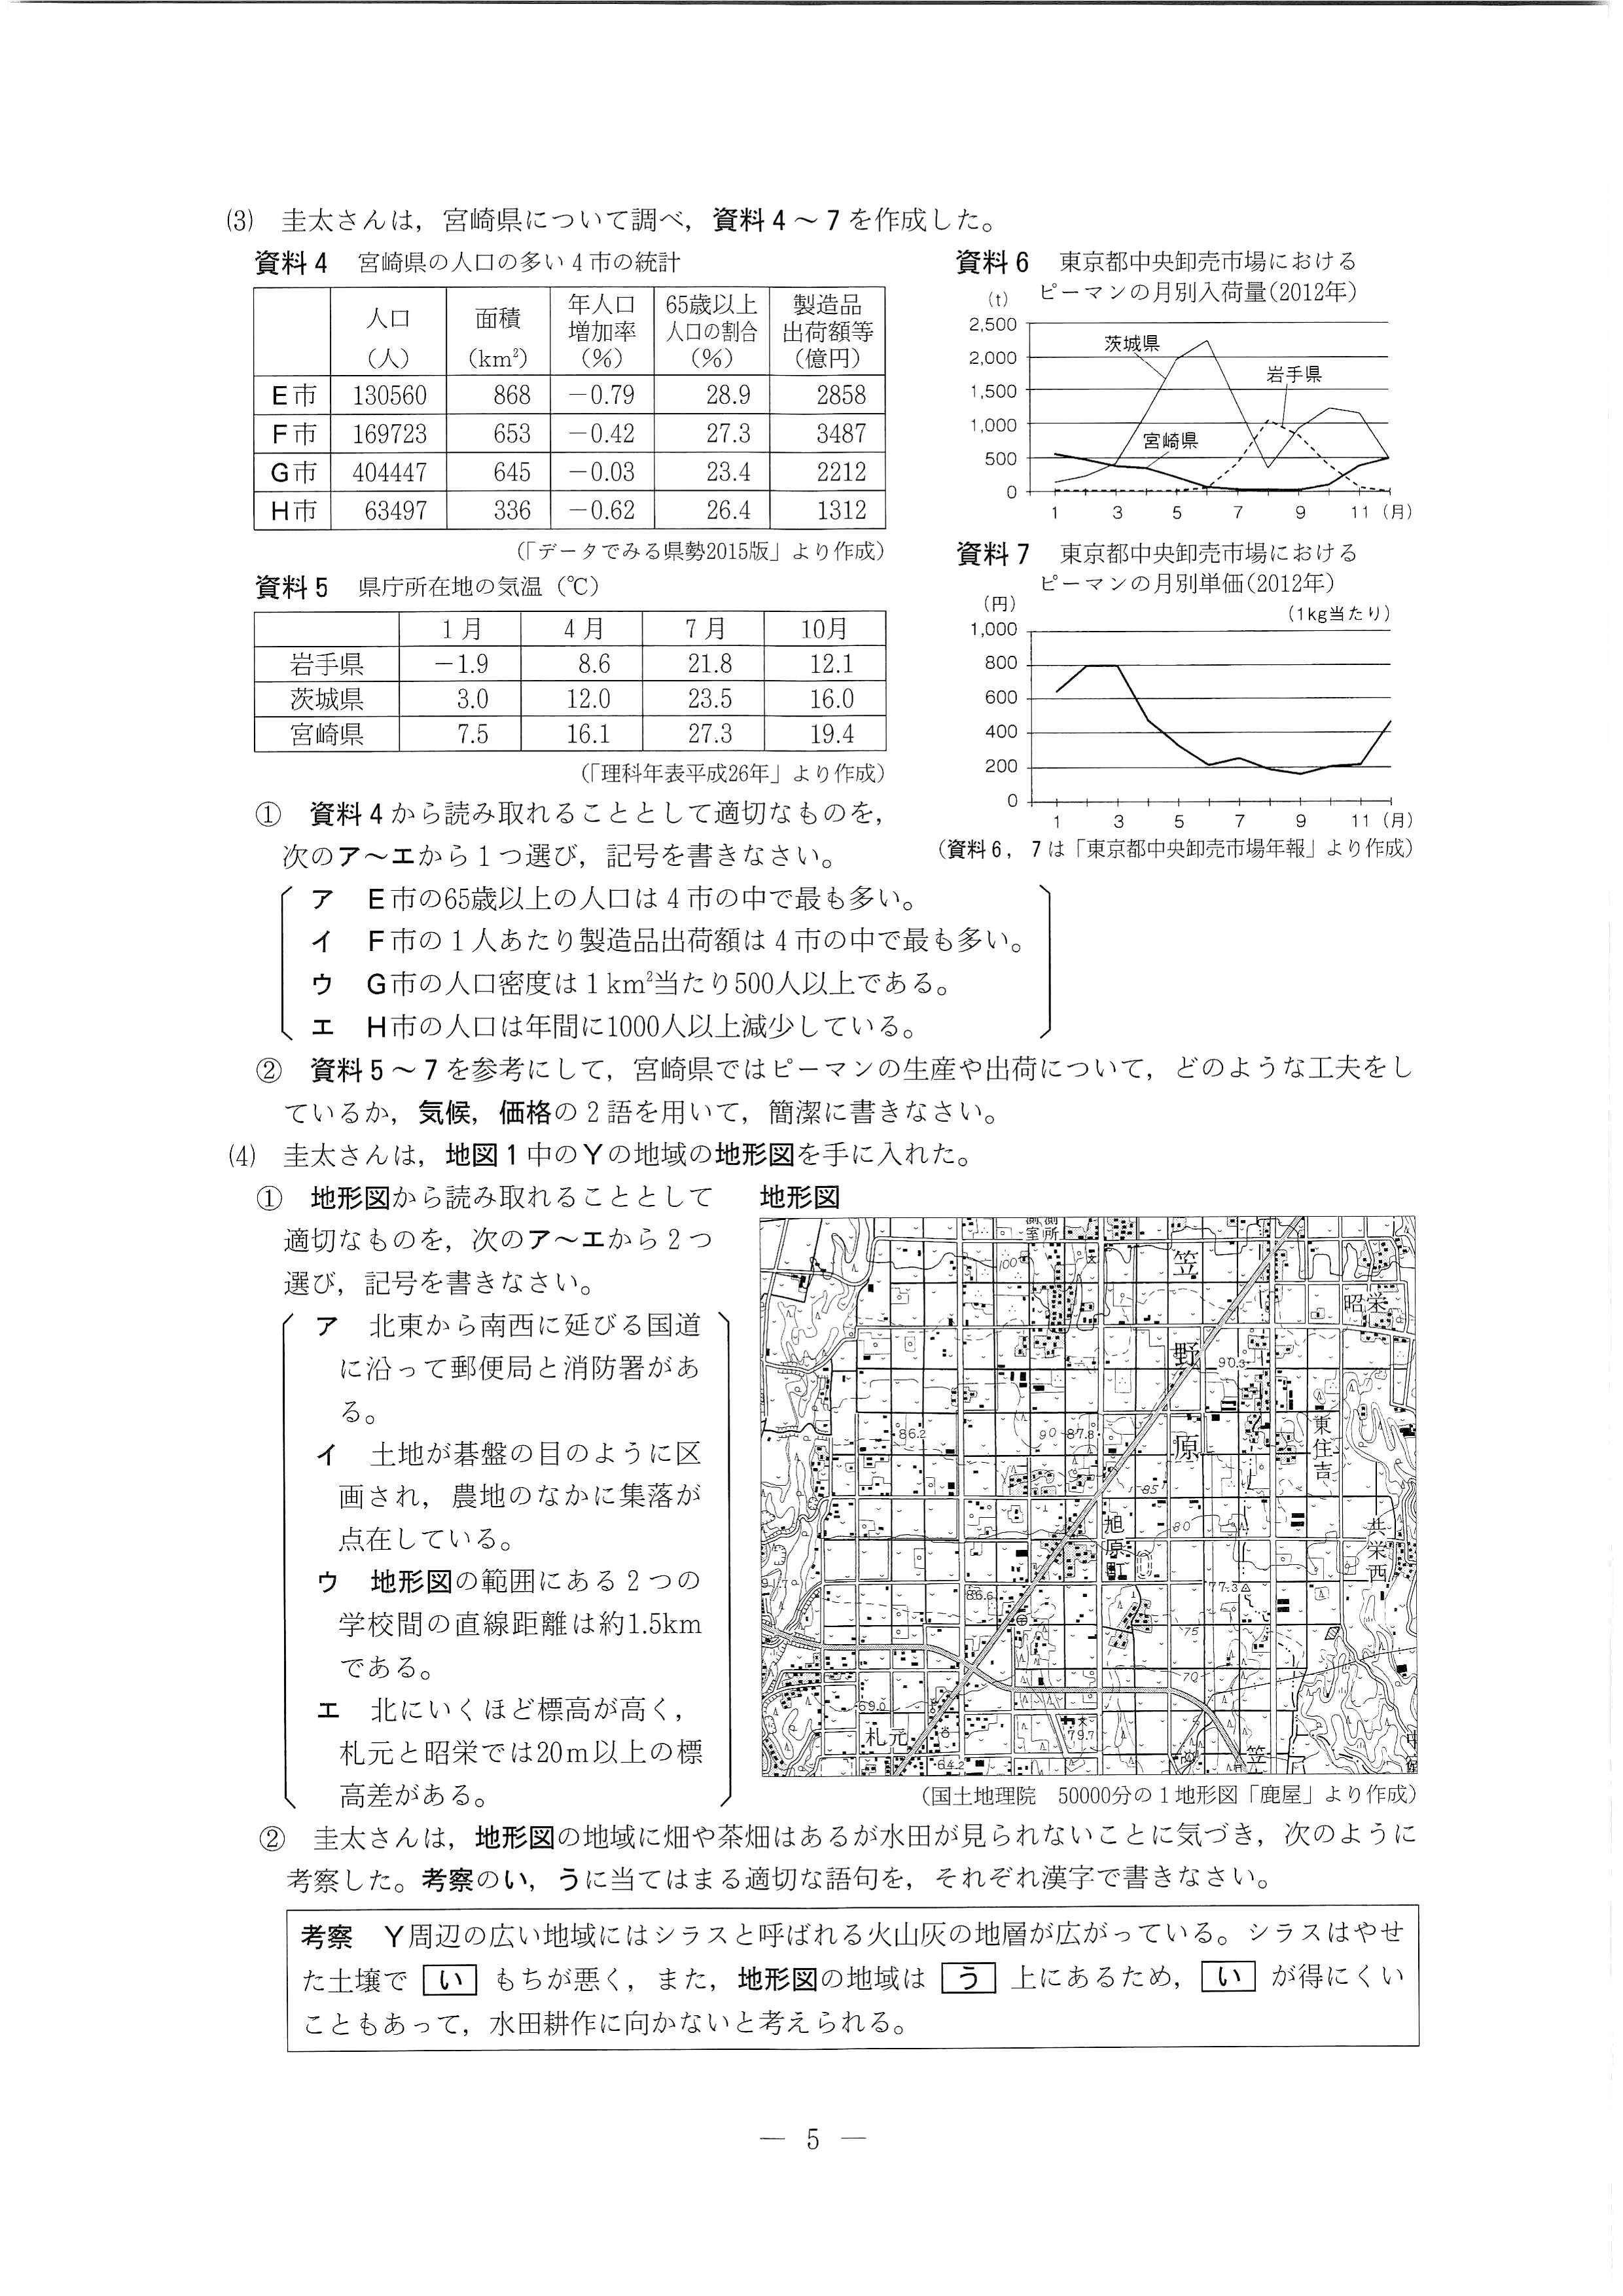 (3) 圭太さんは，宮崎県について調べ，資料4～7を作成した。
資料4 宮崎県の人口の多い4市の統計
人口（人） 面積（km²） 年人口増加率（%） 65歳以上人口の割合（%） 製造品出荷額等（億円）
E市 130560 868 －0.79 28.9 2858
F市 169723 653 －0.42 27.3 3487
G市 404447 645 －0.03 23.4 2212
H市 63497 336 －0.62 26.4 1312
（「データでみる県勢2015版」より作成）
資料5 県庁所在地の気温（℃）
1月 4月 7月 10月
岩手県 －1.9 8.6 21.8 12.1
茨城県 3.0 12.0 23.5 16.0
宮崎県 7.5 16.1 27.3 19.4
（「理科年表平成26年」より作成）
資料6 東京都中央卸売市場における
ピーマンの月別入荷量（2012年）
（t）
2,500
2,000
1,500
1,000
500
0
茨城県
岩手県
宮崎県
1 3 5 7 9 11（月）
資料7 東京都中央卸売市場における
ピーマンの月別単価（2012年）
（円）
（1kg当たり）
1,000
800
600
400
200
0
1 3 5 7 9 11（月）
（資料6，7は「東京都中央卸売市場年報」より作成）
① 資料4から読み取れることとして適切なものを，
次のア～エから1つ選び，記号を書きなさい。
ア E市の65歳以上の人口は4市の中で最も多い。
イ F市の1人あたり製造品出荷額は4市の中で最も多い。
ウ G市の人口密度は1km²当たり500人以上である。
エ H市の人口は年間に1000人以上減少している。
② 資料5～7を参考にして，宮崎県ではピーマンの生産や出荷について，どのような工夫をし
ているか，気候，価格の2語を用いて，簡潔に書きなさい。
(4) 圭太さんは，地図1中のYの地域の地形図を手に入れた。
① 地形図から読み取れることとして
適切なものを，次のア～エから2つ
選び，記号を書きなさい。
ア 北東から南西に延びる国道
に沿って郵便局と消防署があ
る。
イ 土地が碁盤の目のように区
画され，農地のなかに集落が
点在している。
ウ 地形図の範囲にある2つの
学校間の直線距離は約1.5km
である。
エ 北にいくほど標高が高く，
札元と昭栄では20m以上の標
高差がある。
地形図
笠
野
原
昭栄
東住吉
旭原町
共栄西
札元
笠
100
90.3
86.2
90
87.8
85
80
86.6
77.3
75
70
69.0
79.7
64.2
（国土地理院 50000分の1地形図「鹿屋」より作成）
② 圭太さんは，地形図の地域に畑や茶畑はあるが水田が見られないことに気づき，次のように
考察した。考察のい，うに当てはまる適切な語句を，それぞれ漢字で書きなさい。
考察 Y周辺の広い地域にはシラスと呼ばれる火山灰の地層が広がっている。シラスはやせ
た土壌で い もちが悪く，また，地形図の地域は う 上にあるため， い が得にくい
こともあって，水田耕作に向かないと考えられる。
— 5 —